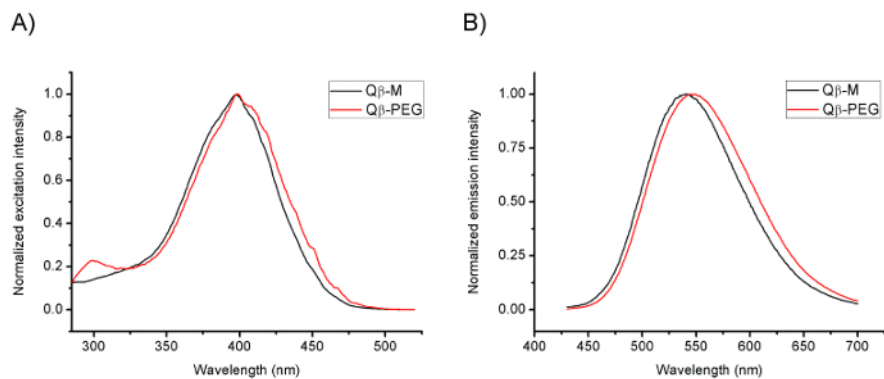 A)
Normalized excitation intensity
1.0
0.8
0.6
0.4
0.2
0.0
Qβ-M
Qβ-PEG
300 350 400 450 500
Wavelength (nm)
B)
Normalized emission intensity
1.00
0.75
0.50
0.25
0.00
Qβ-M
Qβ-PEG
400 450 500 550 600 650 700
Wavelength (nm)